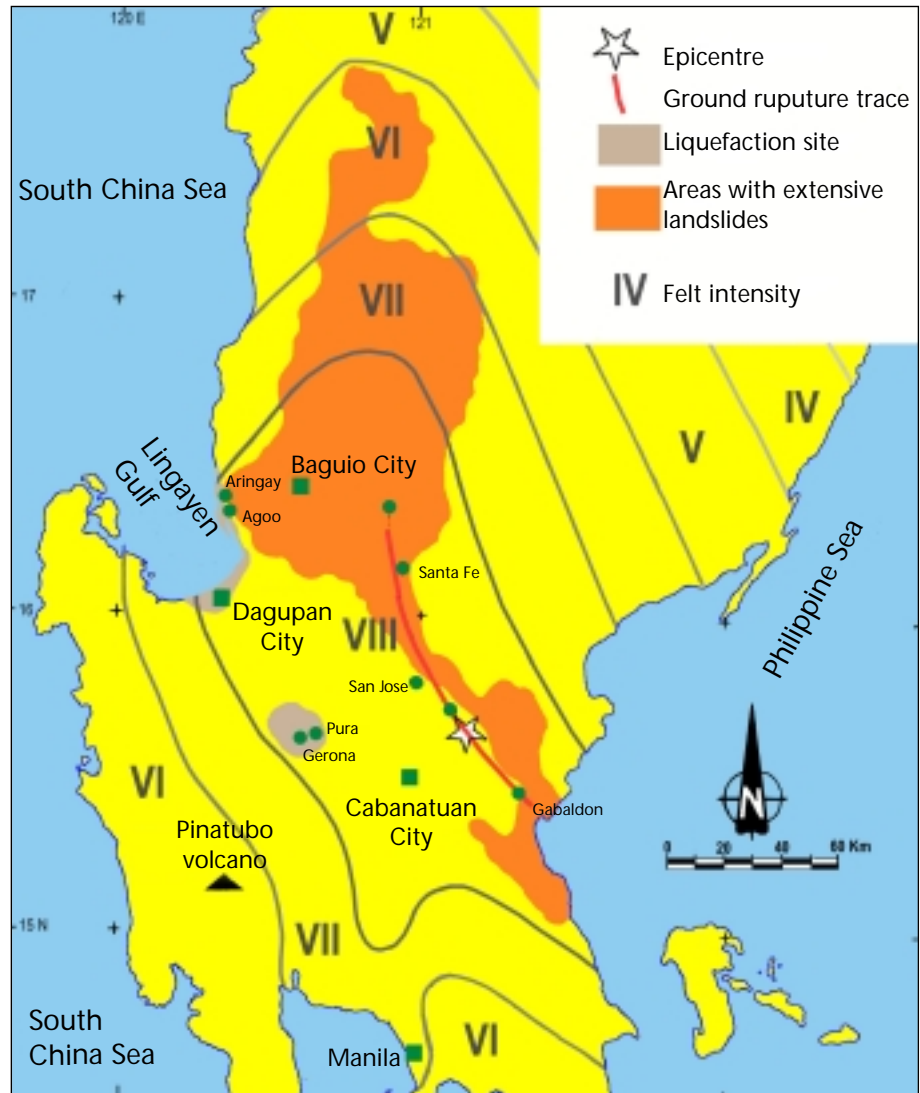 120 E
121
V
Epicentre
Ground ruputure trace
Liquefaction site
Areas with extensive
landslides
IV Felt intensity
VI
South China Sea
17
VII
IV
V
Lingayen
Gulf
Aringay
Agoo
Baguio City
Santa Fe
16
Dagupan
City
VIII
Philippine Sea
San Jose
Pura
Gerona
VI
Cabanatuan
City
Gabaldon
Pinatubo
volcano
N
0 20 40 60 Km
15 N
VII
South
China Sea
Manila
VI